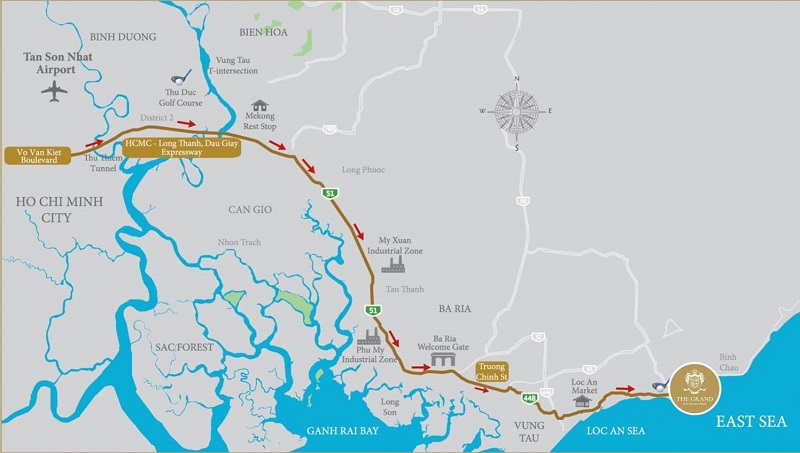 BINH DUONG
BIEN HOA
Tan Son Nhat
Airport
Vung Tau
T-intersection
Thu Duc
Golf Course
Mekong
Rest Stop
District 2
N
W
E
S
Vo Van Kiet
Boulevard
Thu Thiem
Tunnel
HCMC - Long Thanh, Dau Giay
Expressway
Long Phuoc
51
HO CHI MINH
CITY
CAN GIO
Nhon Trach
My Xuan
Industrial Zone
Tan Thanh
51
BA RIA
SAC FOREST
Phu My
Industrial Zone
Ba Ria
Welcome Gate
Truong
Chinh St
Binh
Chau
Loc An
Market
THE GRAND
44B
Long
Son
GANH RAI BAY
VUNG
TAU
LOC AN SEA
EAST SEA